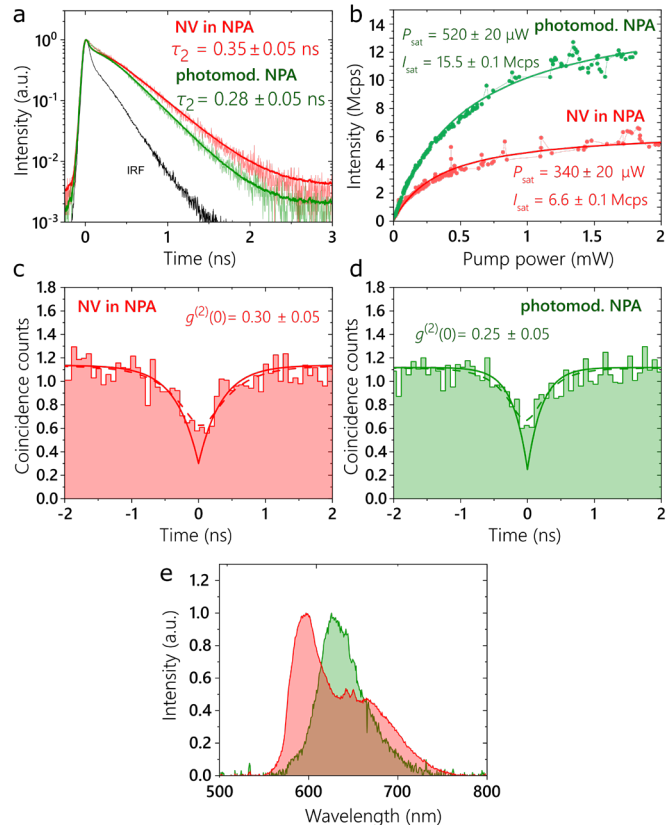 a
NV in NPA
τ₂ = 0.35 ± 0.05 ns
photomod. NPA
τ₂ = 0.28 ± 0.05 ns
IRF
10⁰
10⁻¹
10⁻²
10⁻³
Intensity (a.u.)
0 1 2 3
Time (ns)
b
P_sat = 520 ± 20 µW
photomod. NPA
I_sat = 15.5 ± 0.1 Mcps
NV in NPA
P_sat = 340 ± 20 µW
I_sat = 6.6 ± 0.1 Mcps
14
12
10
8
6
4
2
0
Intensity (Mcps)
0 0.5 1 1.5 2
Pump power (mW)
c
NV in NPA
g⁽²⁾(0)= 0.30 ± 0.05
1.8
1.6
1.4
1.2
1.0
0.8
0.6
0.4
0.2
0.0
Coincidence counts
-2 -1 0 1 2
Time (ns)
d
photomod. NPA
g⁽²⁾(0)= 0.25 ± 0.05
1.8
1.6
1.4
1.2
1.0
0.8
0.6
0.4
0.2
0.0
Coincidence counts
-2 -1 0 1 2
Time (ns)
e
1.2
1.0
0.8
0.6
0.4
0.2
0.0
Intensity (a.u.)
500 600 700 800
Wavelength (nm)